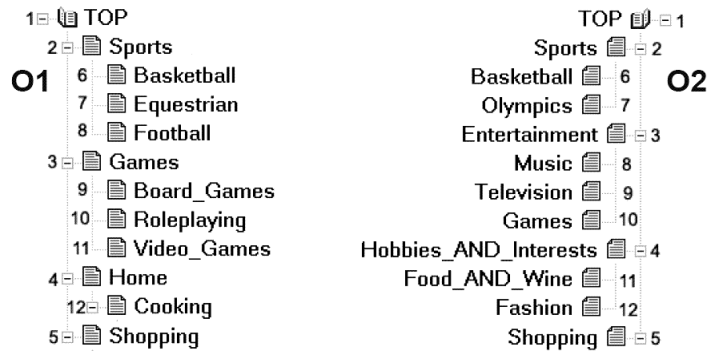 1 TOP TOP 1
2 Sports Sports 2
O1 6 Basketball Basketball 6 O2
7 Equestrian Olympics 7
8 Football Entertainment 3
3 Games Music 8
9 Board_Games Television 9
10 Roleplaying Games 10
11 Video_Games Hobbies_AND_Interests 4
4 Home Food_AND_Wine 11
12 Cooking Fashion 12
5 Shopping Shopping 5